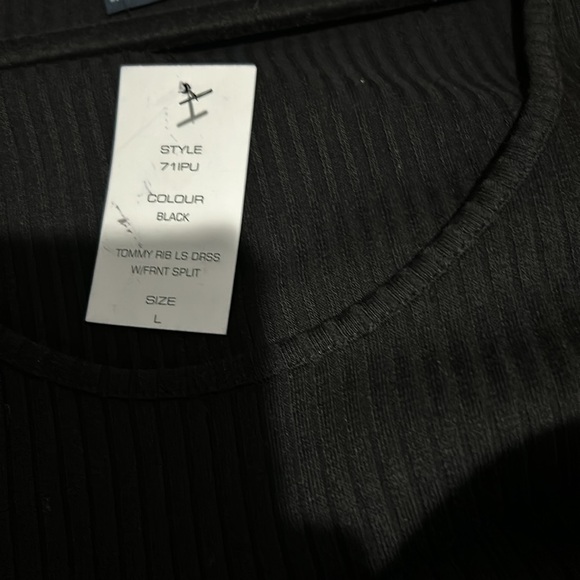 STYLE
71IPU
COLOUR
BLACK
TOMMY RIB LS DRSS
W/FRNT SPLIT
SIZE
L